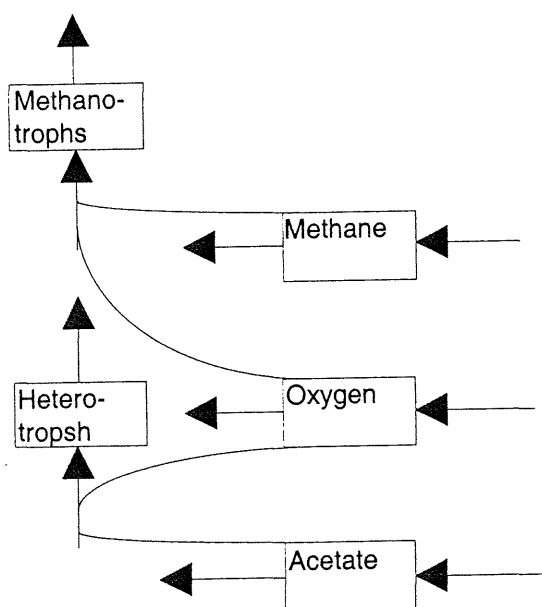 Methano-
trophs
Methane
Hetero-
tropsh
Oxygen
Acetate